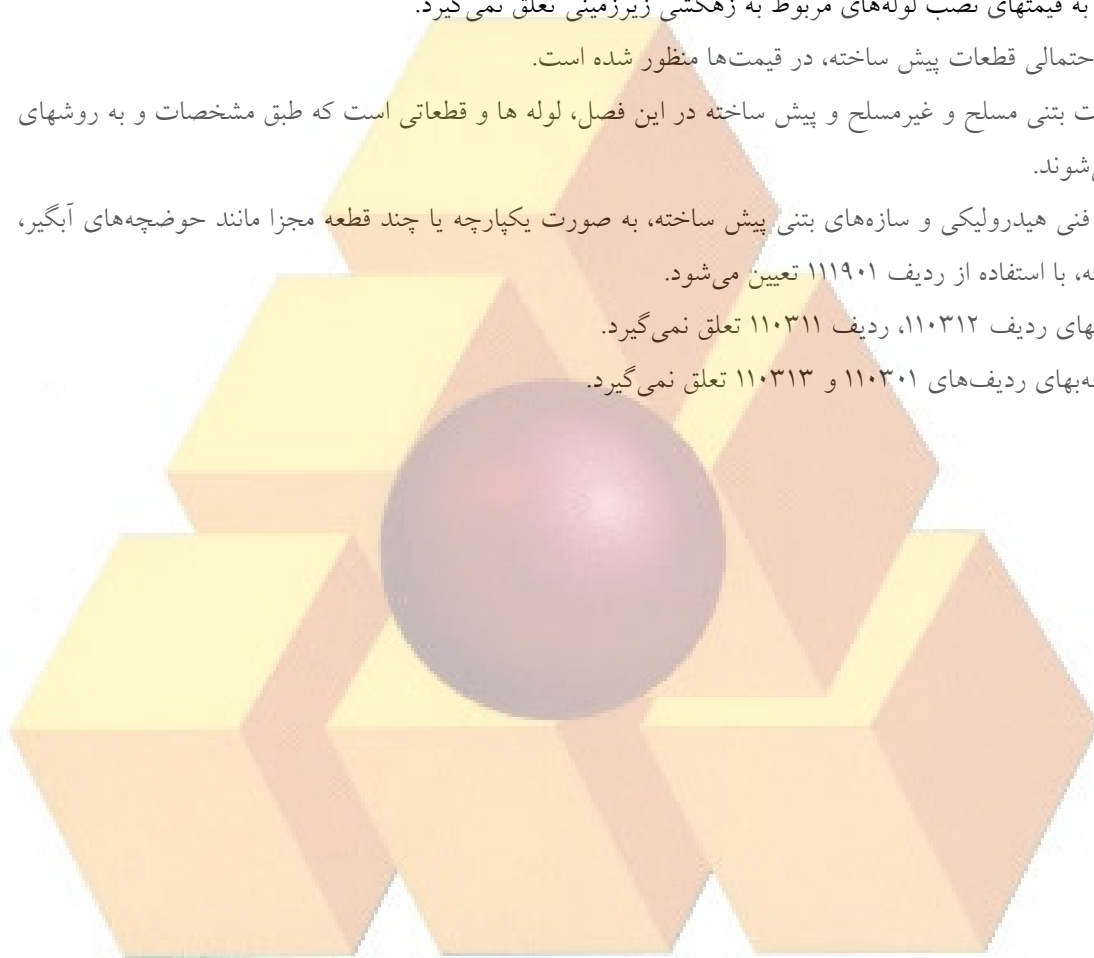 به قیمتهای نصب لوله‌های مربوط به زهکشی زیرزمینی تعلق نمی‌گیرد.
حتمالی قطعات پیش ساخته، در قیمت‌ها منظور شده است.
ت بتنی مسلح و غیرمسلح و پیش ساخته در این فصل، لوله ها و قطعاتی است که طبق مشخصات و به روشهای
شوند.
فنی هیدرولیکی و سازه‌های بتنی پیش ساخته، به صورت یکپارچه یا چند قطعه مجزا مانند حوضچه‌های آبگیر،
ه، با استفاده از ردیف ۱۱۱۹۰۱ تعیین می‌شود.
بهای ردیف ۱۱۰۳۱۲، ردیف ۱۱۰۳۱۱ تعلق نمی‌گیرد.
ه‌بهای ردیف‌های ۱۱۰۳۰۱ و ۱۱۰۳۱۳ تعلق نمی‌گیرد.